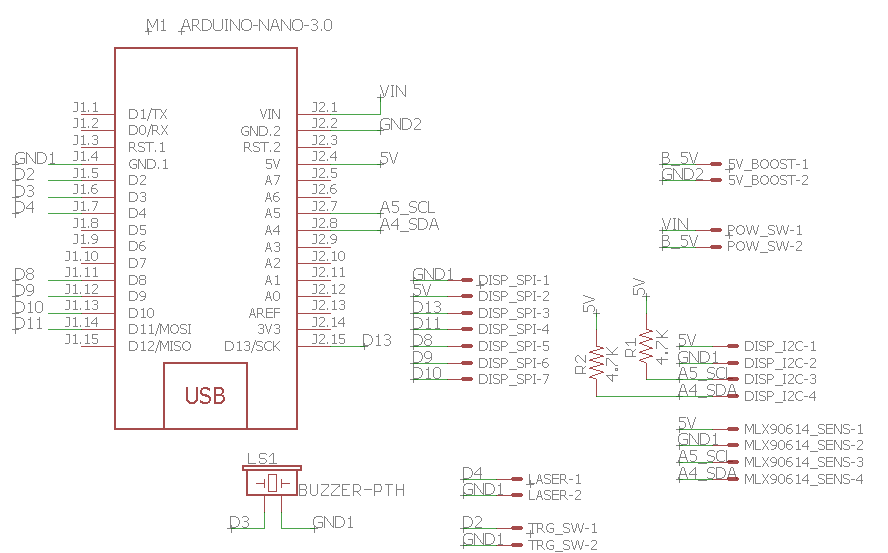 M1 ARDUINO-NANO-3.0
J1.1 D1/TX VIN J2.1 VIN
J1.2 D0/RX GND.2 J2.2 GND2
J1.3 RST.1 RST.2 J2.3
GND1 J1.4 GND.1 5V J2.4 5V
D2 J1.5 D2 A7 J2.5
D3 J1.6 D3 A6 J2.6
D4 J1.7 D4 A5 J2.7 A5_SCL
J1.8 D5 A4 J2.8 A4_SDA
J1.9 D6 A3 J2.9
J1.10 D7 A2 J2.10
D8 J1.11 D8 A1 J2.11
D9 J1.12 D9 A0 J2.12
D10 J1.13 D10 AREF J2.13
D11 J1.14 D11/MOSI 3V3 J2.14
J1.15 D12/MISO D13/SCK J2.15 D13
USB
LS1
BUZZER-PTH
D3 GND1
B_5V 5V_BOOST-1
GND2 5V_BOOST-2
VIN POW_SW-1
B_5V POW_SW-2
GND1 DISP_SPI-1
5V DISP_SPI-2
D13 DISP_SPI-3
D11 DISP_SPI-4
D8 DISP_SPI-5
D9 DISP_SPI-6
D10 DISP_SPI-7
5V
R2
4.7K
5V
R1
4.7K
5V DISP_I2C-1
GND1 DISP_I2C-2
A5_SCL DISP_I2C-3
A4_SDA DISP_I2C-4
5V MLX90614_SENS-1
GND1 MLX90614_SENS-2
A5_SCL MLX90614_SENS-3
A4_SDA MLX90614_SENS-4
D4 LASER-1
GND1 LASER-2
D2 TRG_SW-1
GND1 TRG_SW-2